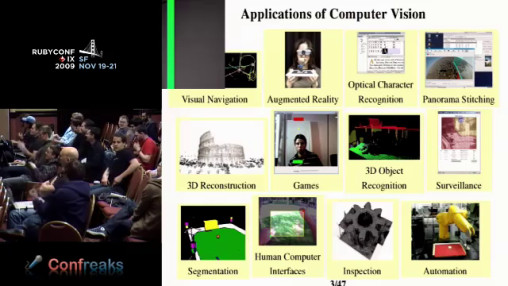 Applications of Computer Vision
RUBYCONF
IX SF
2009 NOV 19-21
Visual Navigation
Augmented Reality
Optical Character
Recognition
Panorama Stitching
3D Reconstruction
Games
3D Object
Recognition
Surveillance
Segmentation
Human Computer
Interfaces
Inspection
Automation
3/47
Confreaks